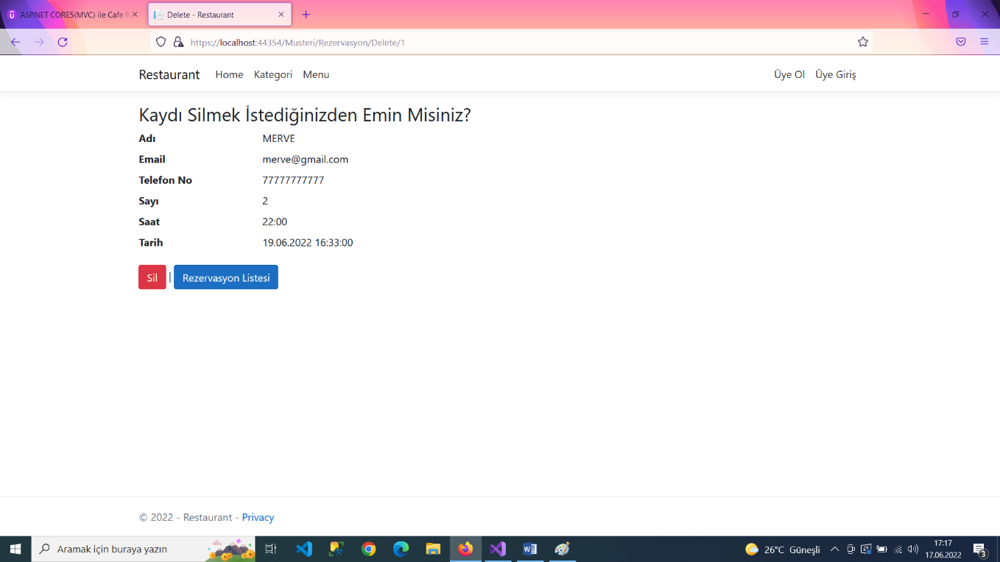 ASP.NET CORE5(MVC) ile Cafe R
Delete - Restaurant
https://localhost:44354/Musteri/Rezervasyon/Delete/1
Restaurant Home Kategori Menu Üye Ol Üye Giriş
Kaydı Silmek İstediğinizden Emin Misiniz?
Adı MERVE
Email merve@gmail.com
Telefon No 77777777777
Sayı 2
Saat 22:00
Tarih 19.06.2022 16:33:00
Sil | Rezervasyon Listesi
© 2022 - Restaurant - Privacy
Aramak için buraya yazın
26°C Güneşli
17:17
17.06.2022
3